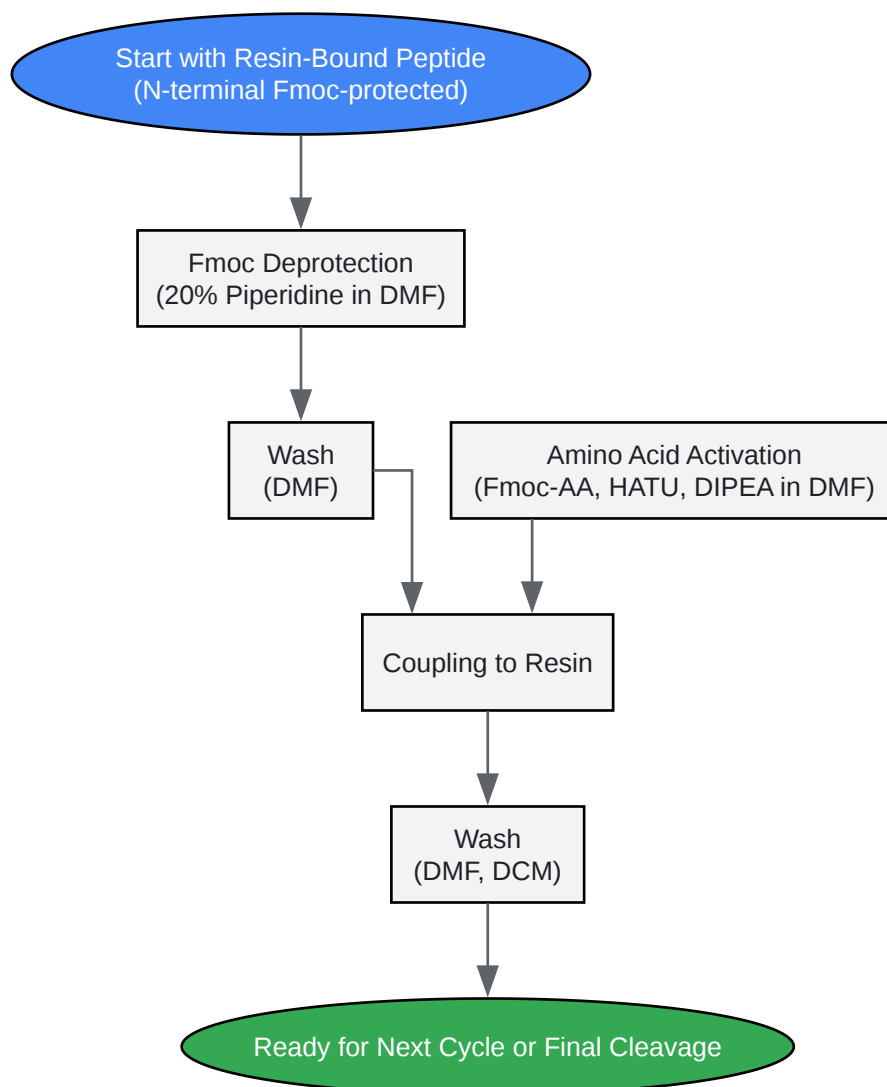 Start with Resin-Bound Peptide
(N-terminal Fmoc-protected)
Fmoc Deprotection
(20% Piperidine in DMF)
Wash
(DMF)
Amino Acid Activation
(Fmoc-AA, HATU, DIPEA in DMF)
Coupling to Resin
Wash
(DMF, DCM)
Ready for Next Cycle or Final Cleavage